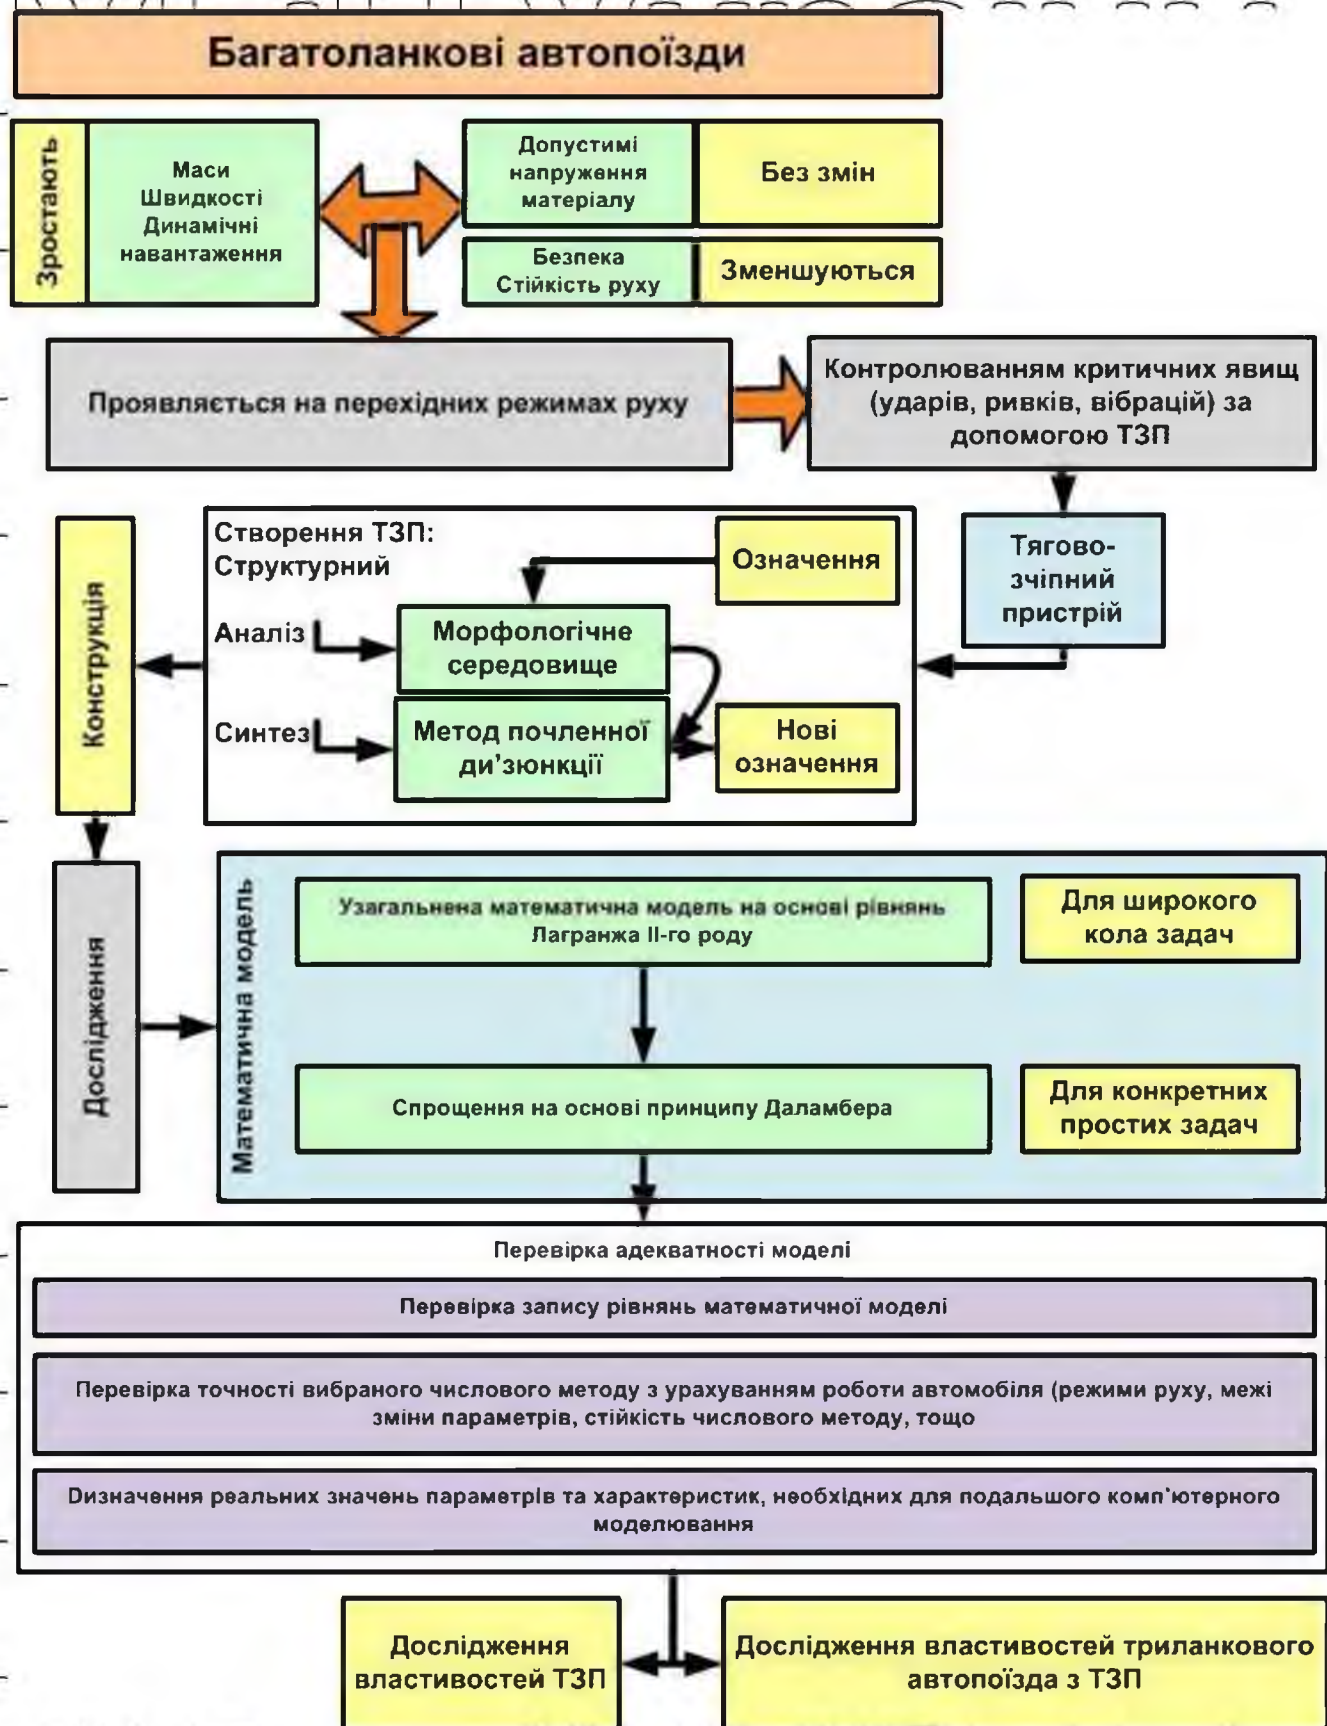 Багатоланкові автопоїзди
Зростають
Маси
Швидкості
Динамічні
навантаження
Допустимі
напруження
матеріалу
Без змін
Безпека
Стійкість руху
Зменшуються
Проявляється на перехідних режимах руху
Контролюванням критичних явищ
(ударів, ривків, вібрацій) за
допомогою ТЗП
Тягово-
зчіпний
пристрій
Конструкція
Створення ТЗП:
Структурний
Означення
Аналіз
Морфологічне
середовище
Синтез
Метод почленної
ди'зюнкції
Нові
означення
Дослідження
Математична модель
Узагальнена математична модель на основі рівнянь
Лагранжа ІІ-го роду
Для широкого
кола задач
Спрощення на основі принципу Даламбера
Для конкретних
простих задач
Перевірка адекватності моделі
Перевірка запису рівнянь математичної моделі
Перевірка точності вибраного числового методу з урахуванням роботи автомобіля (режими руху, межі
зміни параметрів, стійкість числового методу, тощо
Визначення реальних значень параметрів та характеристик, необхідних для подальшого комп'ютерного
моделювання
Дослідження
властивостей ТЗП
Дослідження властивостей триланкового
автопоїзда з ТЗП